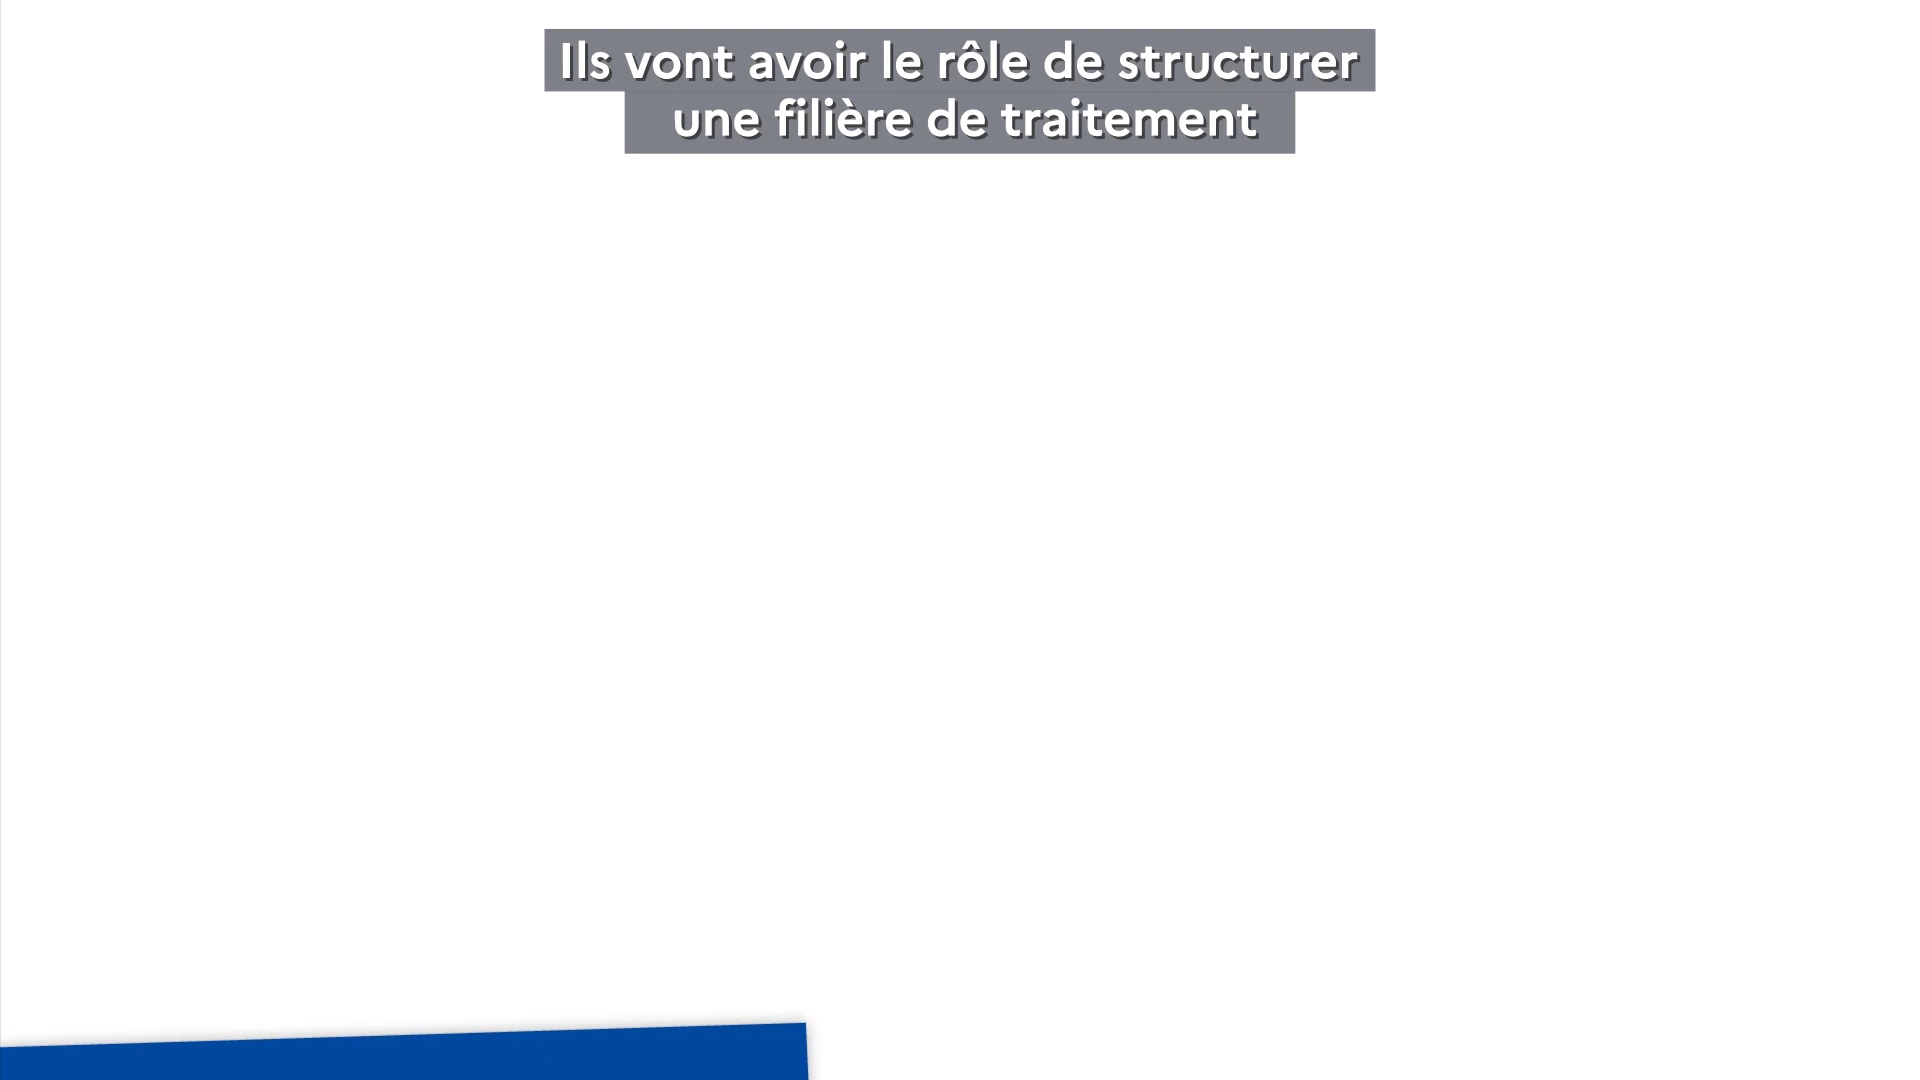 Ils vont avoir le rôle de structurer
une filière de traitement